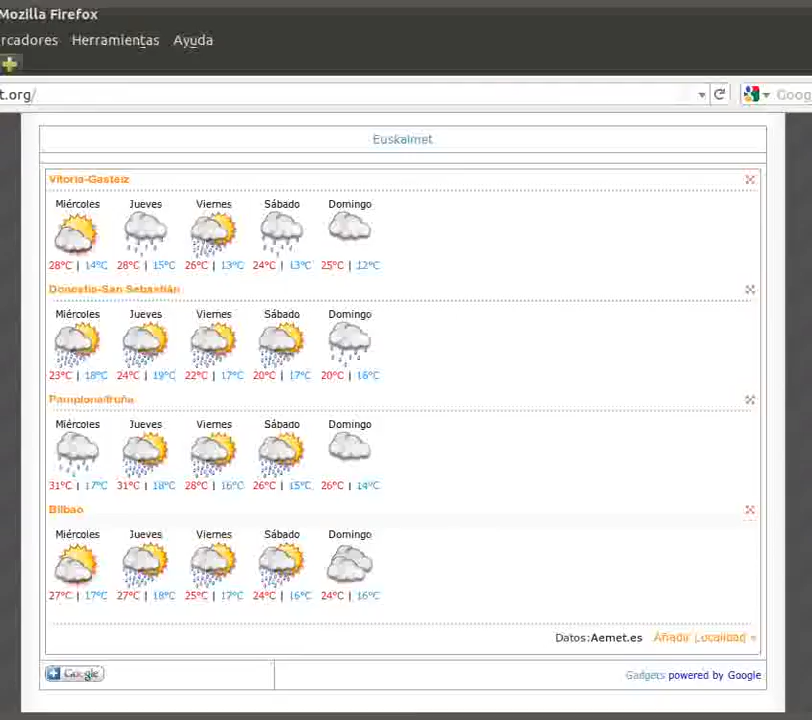 Mozilla Firefox
rcadores Herramientas Ayuda
t.org/
Goog
Euskalmet
Vitoria-Gasteiz
Miércoles Jueves Viernes Sábado Domingo
28°C | 14°C 28°C | 15°C 26°C | 13°C 24°C | 13°C 25°C | 12°C
Donostia-San Sebastián
Miércoles Jueves Viernes Sábado Domingo
23°C | 18°C 24°C | 19°C 22°C | 17°C 20°C | 17°C 20°C | 16°C
Pamplona/Iruña
Miércoles Jueves Viernes Sábado Domingo
31°C | 17°C 31°C | 18°C 28°C | 16°C 26°C | 15°C 26°C | 14°C
Bilbao
Miércoles Jueves Viernes Sábado Domingo
27°C | 17°C 27°C | 18°C 25°C | 17°C 24°C | 16°C 24°C | 16°C
Datos:Aemet.es Añadir Localidad »
Google
Gadgets powered by Google